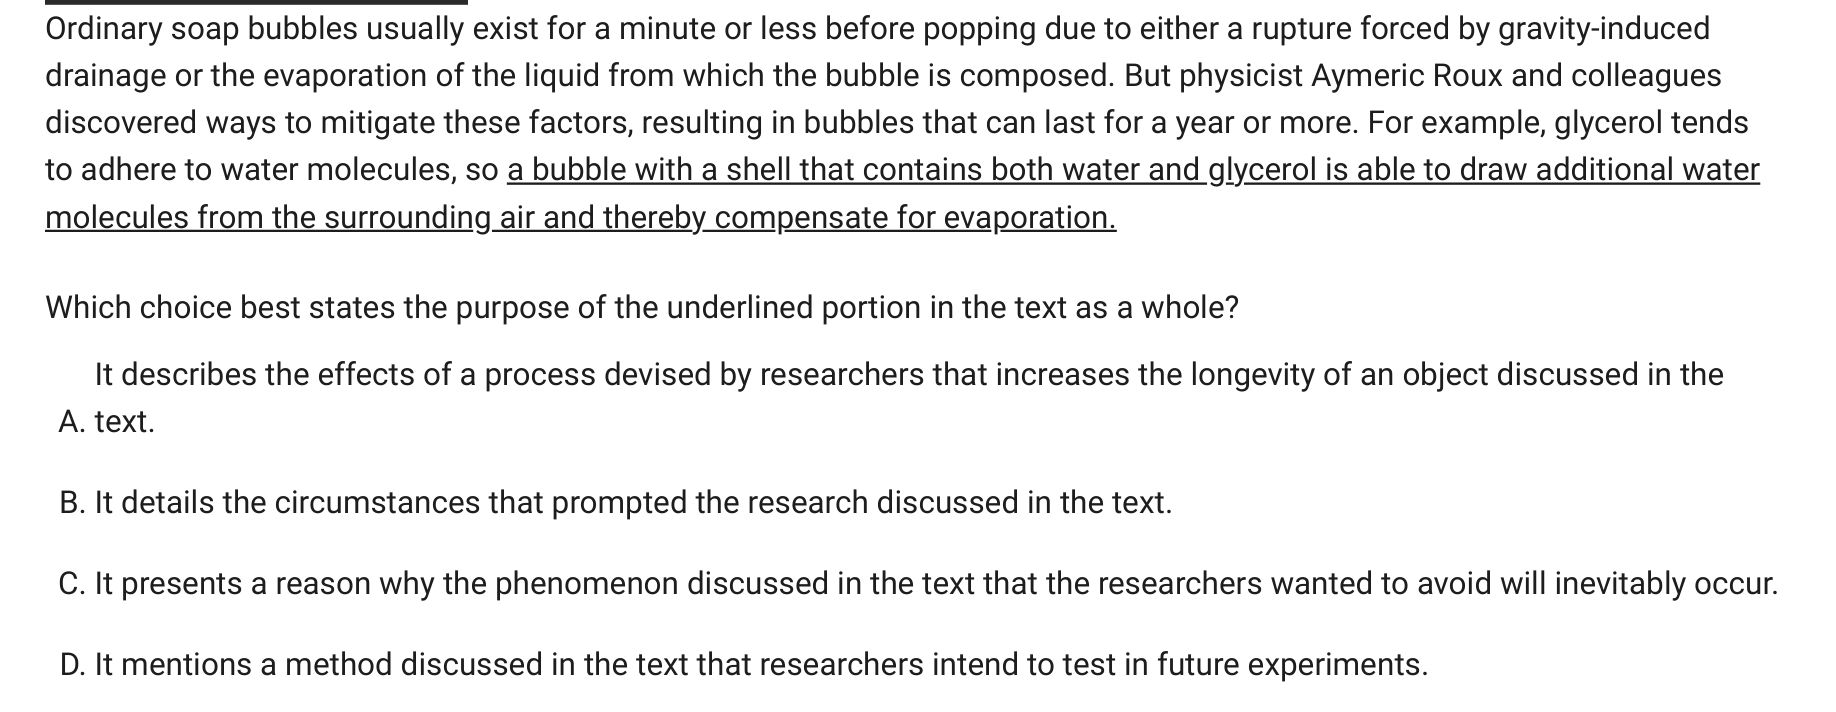 Ordinary soap bubbles usually exist for a minute or less before popping due to either a rupture forced by gravity-induced
drainage or the evaporation of the liquid from which the bubble is composed. But physicist Aymeric Roux and colleagues
discovered ways to mitigate these factors, resulting in bubbles that can last for a year or more. For example, glycerol tends
to adhere to water molecules, so a bubble with a shell that contains both water and glycerol is able to draw additional water
molecules from the surrounding air and thereby compensate for evaporation.
Which choice best states the purpose of the underlined portion in the text as a whole?
It describes the effects of a process devised by researchers that increases the longevity of an object discussed in the
A. text.
B. It details the circumstances that prompted the research discussed in the text.
C. It presents a reason why the phenomenon discussed in the text that the researchers wanted to avoid will inevitably occur.
D. It mentions a method discussed in the text that researchers intend to test in future experiments.